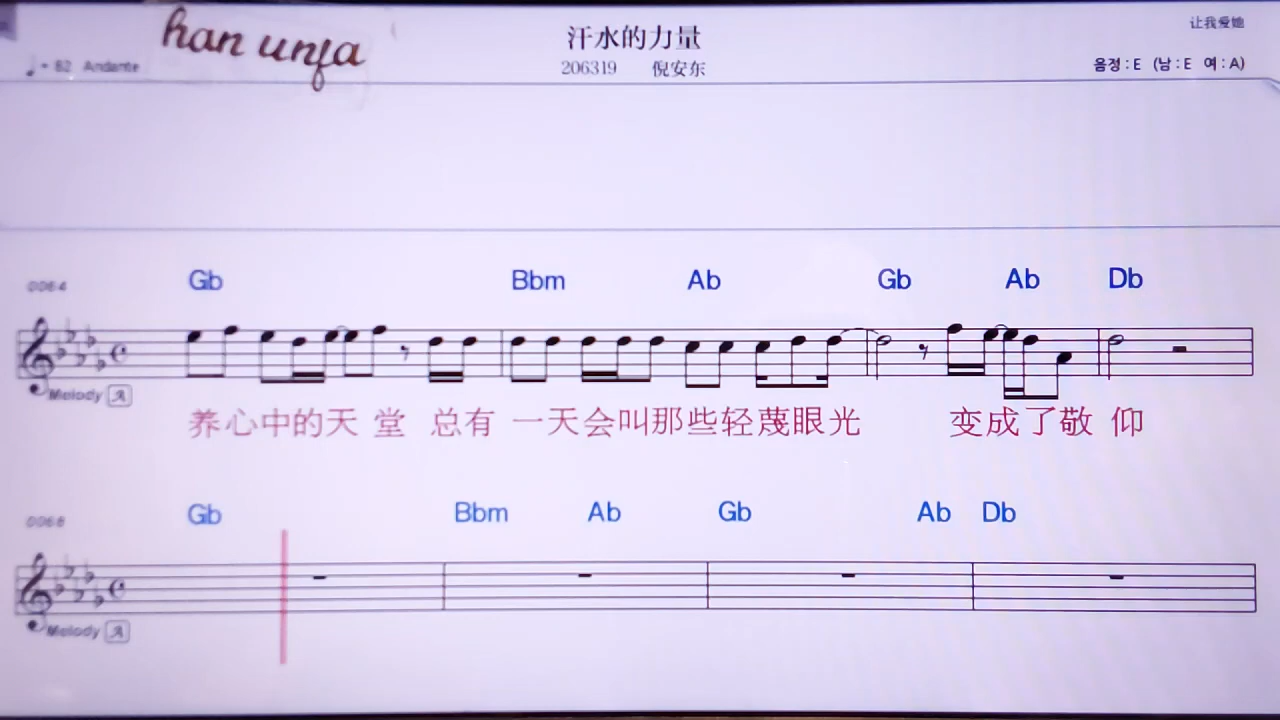 han unfa
汗水的力量
让我爱她
♩= 62 Andante
206319 倪安东
음정 : E (남 : E 여 : A)
0064
Gb Bbm Ab Gb Ab Db
Melody A
养心中的天堂 总有 一天会叫那些轻蔑眼光 变成了敬仰
0068
Gb Bbm Ab Gb Ab Db
Melody A